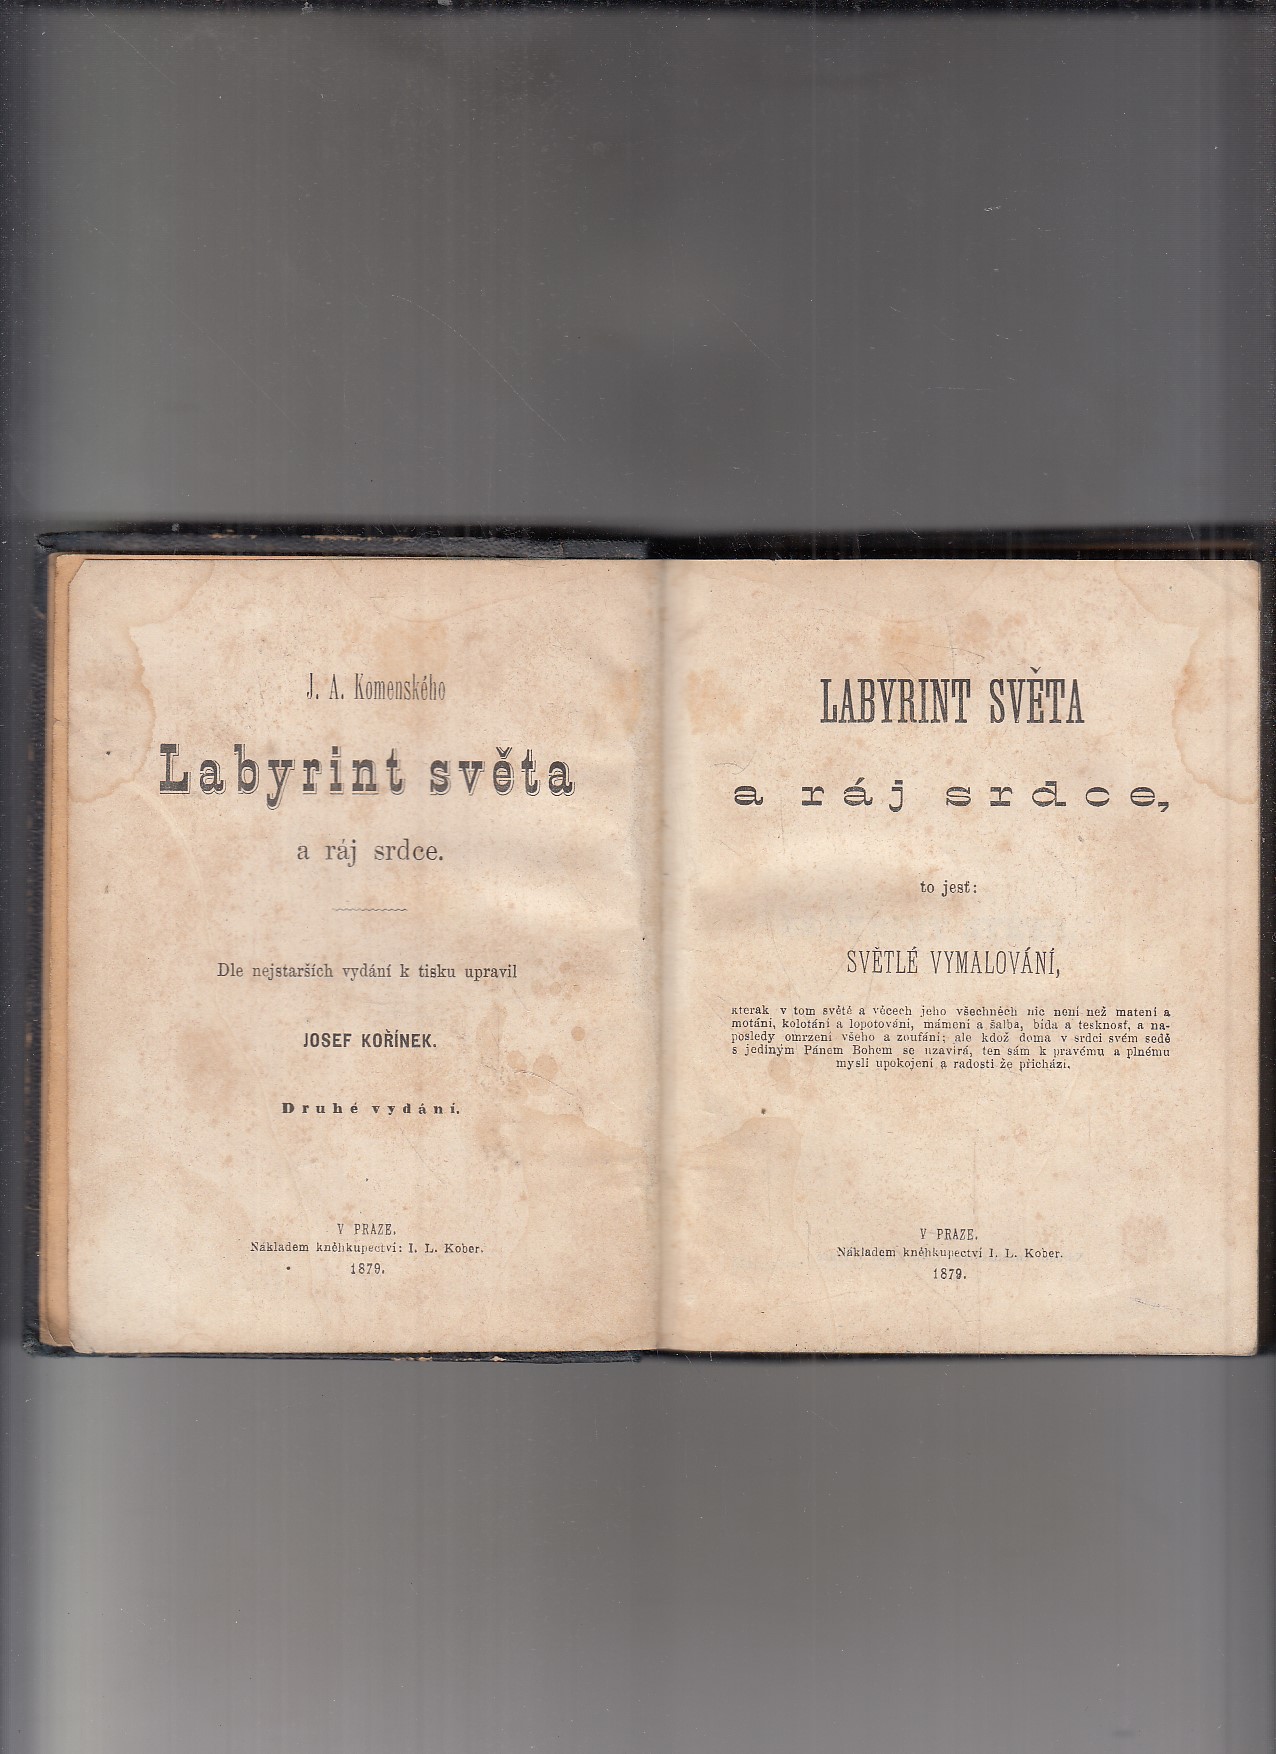 J. A. Komenského
Labyrint světa
a ráj srdce.
Dle nejstarších vydání k tisku upravil
JOSEF KOŘÍNEK.
Druhé vydání.
V PRAZE.
Nákladem kněhkupectví: I. L. Kober.
1879.
LABYRINT SVĚTA
a ráj srdce,
to jesť:
SVĚTLÉ VYMALOVÁNÍ,
kterak v tom světě a věcech jeho všechněch nic není než matení a
motání, kolotání a lopotování, mámení a šalba, bída a tesknosť, a na-
posledy omrzení všeho a zoufání; ale kdož doma v srdci svém sedě
s jediným Pánem Bohem se uzavírá, ten sám k pravému a plnému
mysli upokojení a radosti že přichází.
V PRAZE.
Nákladem kněhkupectví I. L. Kober.
1879.